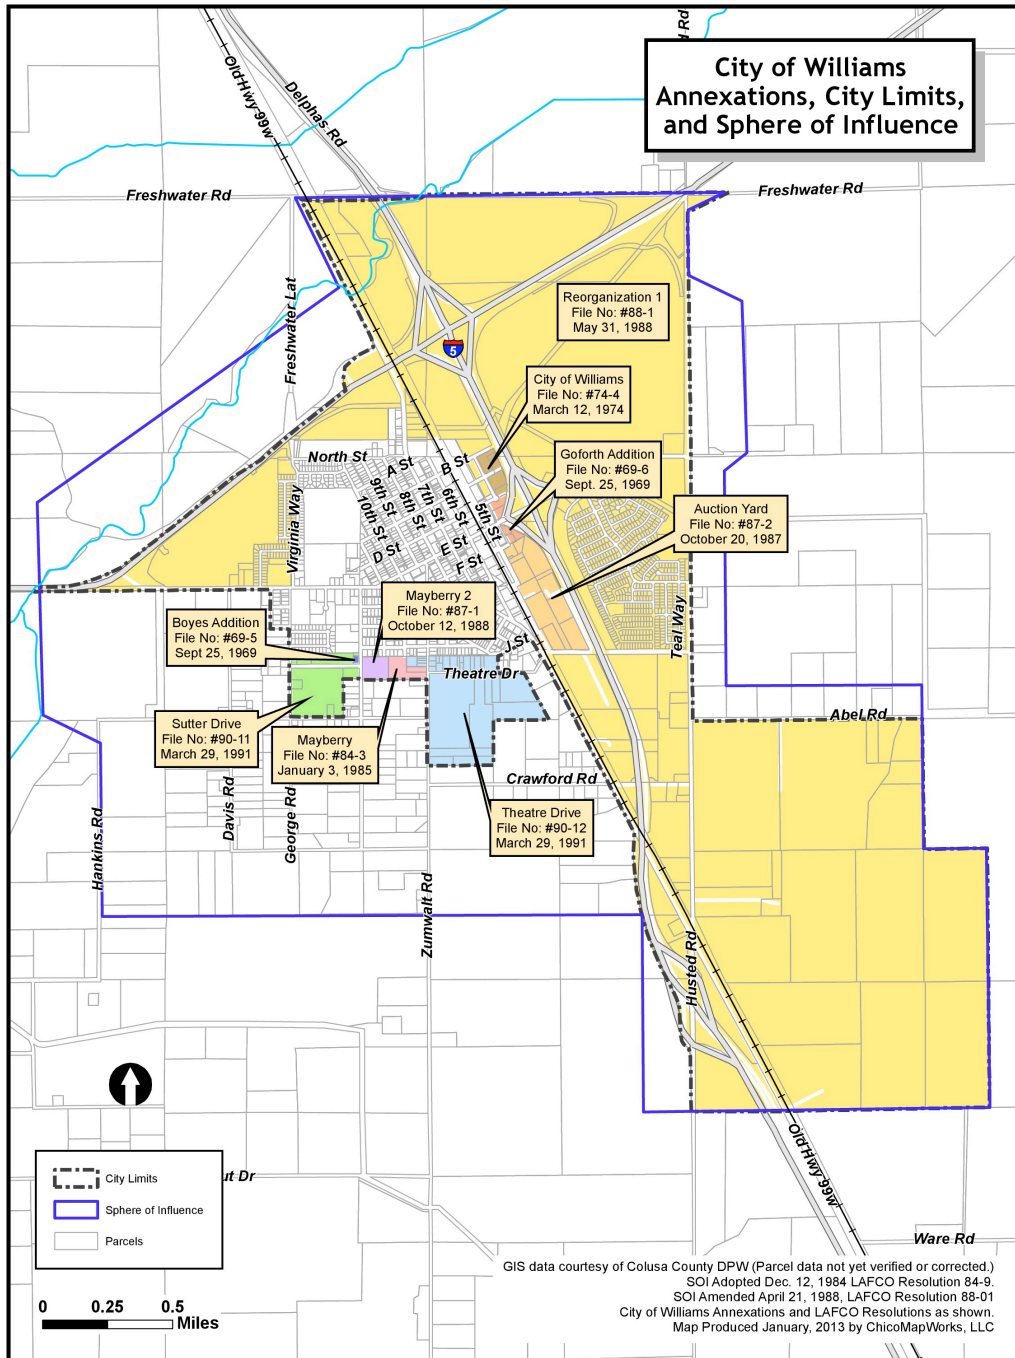 d Rd
City of Williams
Annexations, City Limits,
and Sphere of Influence
Old Hwy 99w
Delphas Rd
Freshwater Rd
Freshwater Rd
Freshwater Lat
Reorganization 1
File No: #88-1
May 31, 1988
5
City of Williams
File No: #74-4
March 12, 1974
Goforth Addition
File No: #69-6
Sept. 25, 1969
North St
A St
B St
9th St
8th St
7th St
6th St
5th St
10th St
D St
E St
F St
Virginia Way
Auction Yard
File No: #87-2
October 20, 1987
Mayberry 2
File No: #87-1
October 12, 1988
Boyes Addition
File No: #69-5
Sept 25, 1969
J St
Teal Way
Theatre Dr
Sutter Drive
File No: #90-11
March 29, 1991
Mayberry
File No: #84-3
January 3, 1985
Abel Rd
Crawford Rd
Theatre Drive
File No: #90-12
March 29, 1991
Hankins Rd
Davis Rd
George Rd
Zumwalt Rd
Husted Rd
Old Hwy 99w
City Limits
ut Dr
Sphere of Influence
Parcels
Ware Rd
0 0.25 0.5
Miles
GIS data courtesy of Colusa County DPW (Parcel data not yet verified or corrected.)
SOI Adopted Dec. 12, 1984 LAFCO Resolution 84-9.
SOI Amended April 21, 1988, LAFCO Resolution 88-01
City of Williams Annexations and LAFCO Resolutions as shown.
Map Produced January, 2013 by ChicoMapWorks, LLC